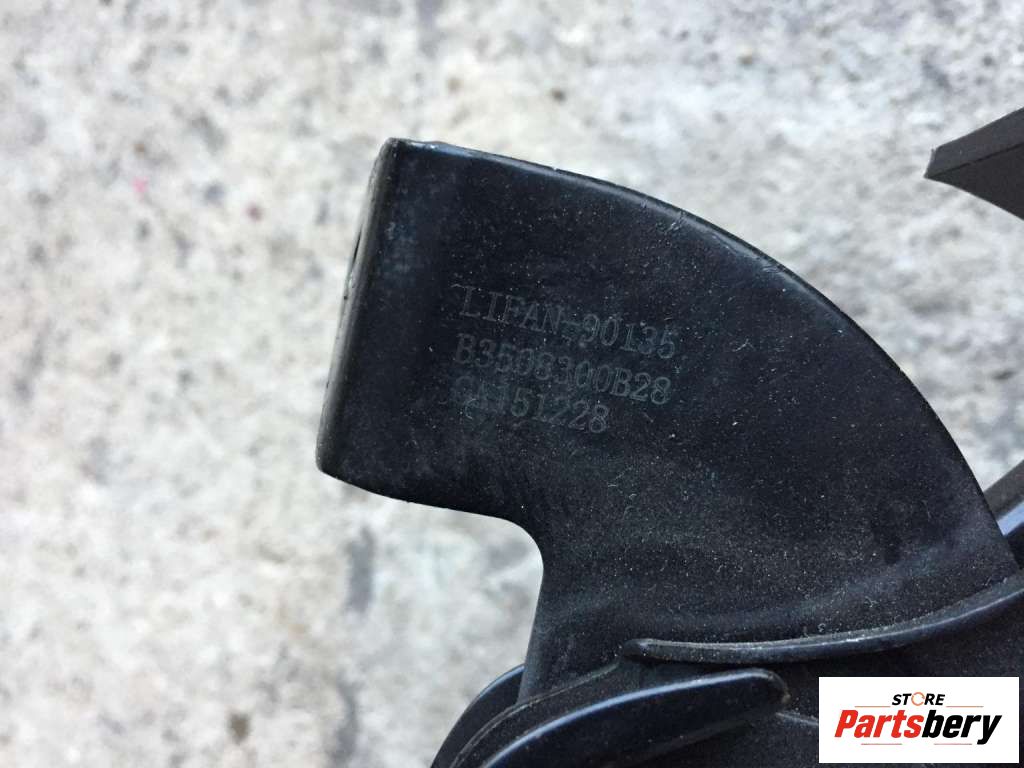 LIFAN-90135
B3508300B28
151228
STORE
Partsbery